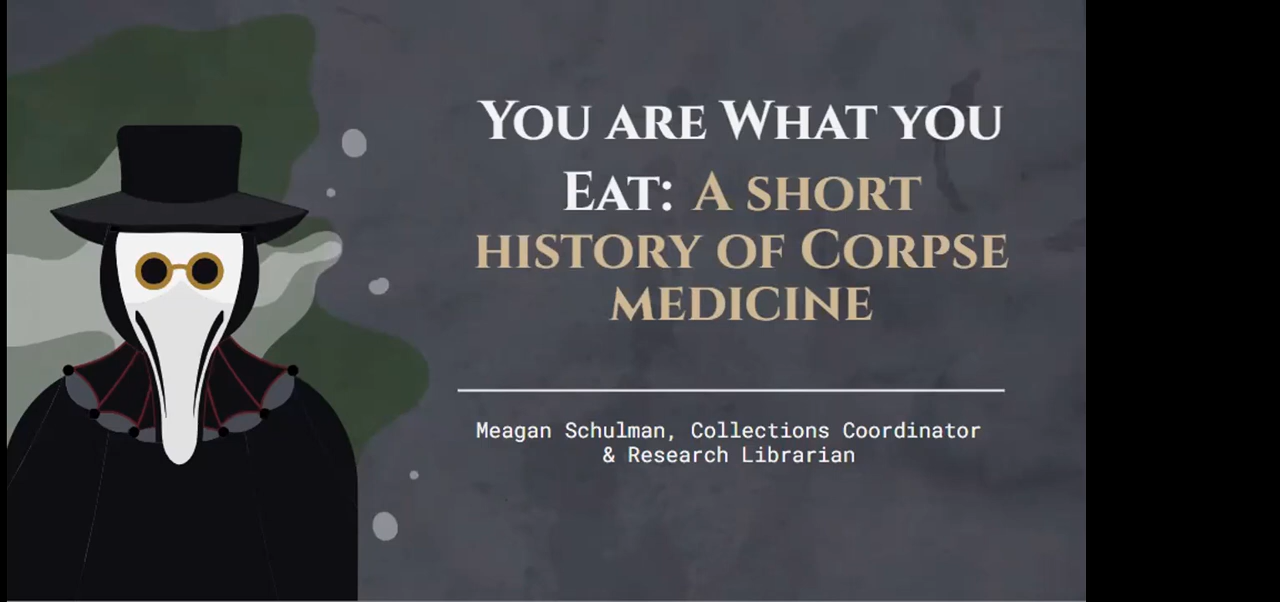 You are What you
Eat: A short
history of Corpse
medicine
Meagan Schulman, Collections Coordinator
& Research Librarian